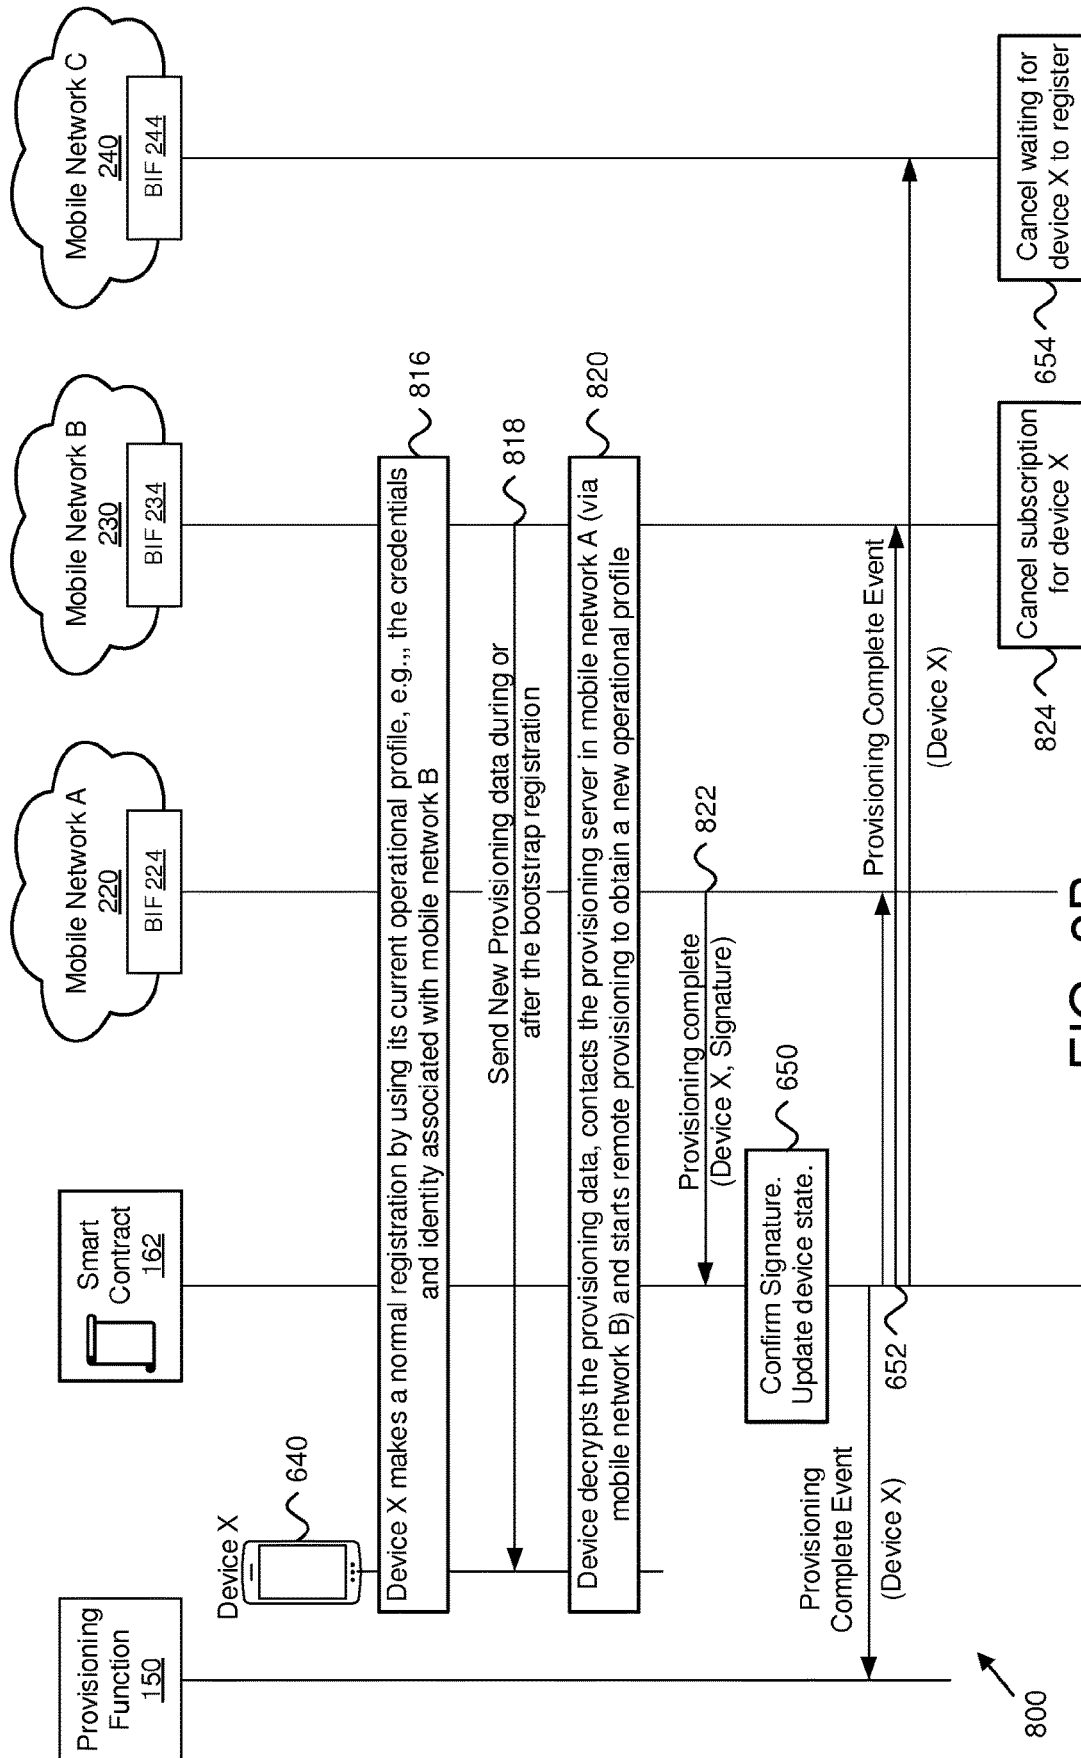 Provisioning
Function
150
Device X
640
Smart
Contract
162
Mobile Network A
220
BIF 224
Mobile Network B
230
BIF 234
Mobile Network C
240
BIF 244
Device X makes a normal registration by using its current operational profile, e.g.,, the credentials
and identity associated with mobile network B
816
Send New Provisioning data during or
after the bootstrap registration
818
Device decrypts the provisioning data, contacts the provisioning server in mobile network A (via
mobile network B) and starts remote provisioning to obtain a new operational profile
820
Provisioning complete
(Device X, Signature)
822
Confirm Signature.
Update device state.
650
Provisioning
Complete Event
(Device X)
652
Provisioning Complete Event
(Device X)
Cancel subscription
for device X
824
Cancel waiting for
device X to register
654
800